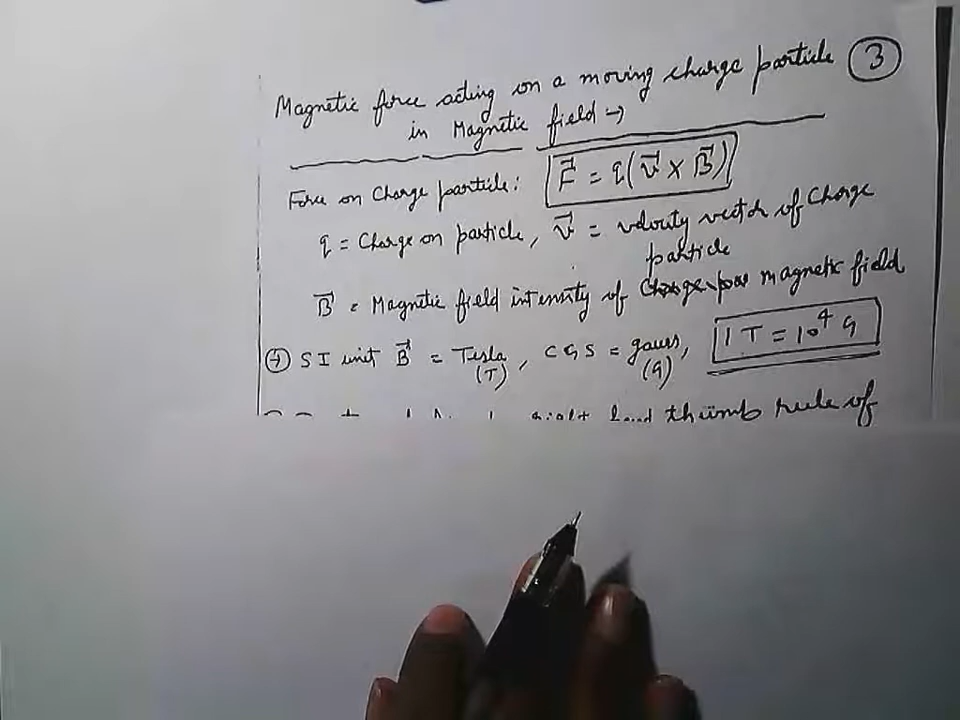 Magnetic force acting on a moving charge particle 3
in Magnetic field →
Force on Charge particle: F⃗ = q(v⃗ × B⃗)
q = Charge on particle, v⃗ = velocity vector of Charge
particle
B⃗ = Magnetic field intensity of magnetic field
→ SI unit B⃗ = Tesla, CGS = gauss, 1 T = 10⁴ G
(T) (G)
thumb rule of